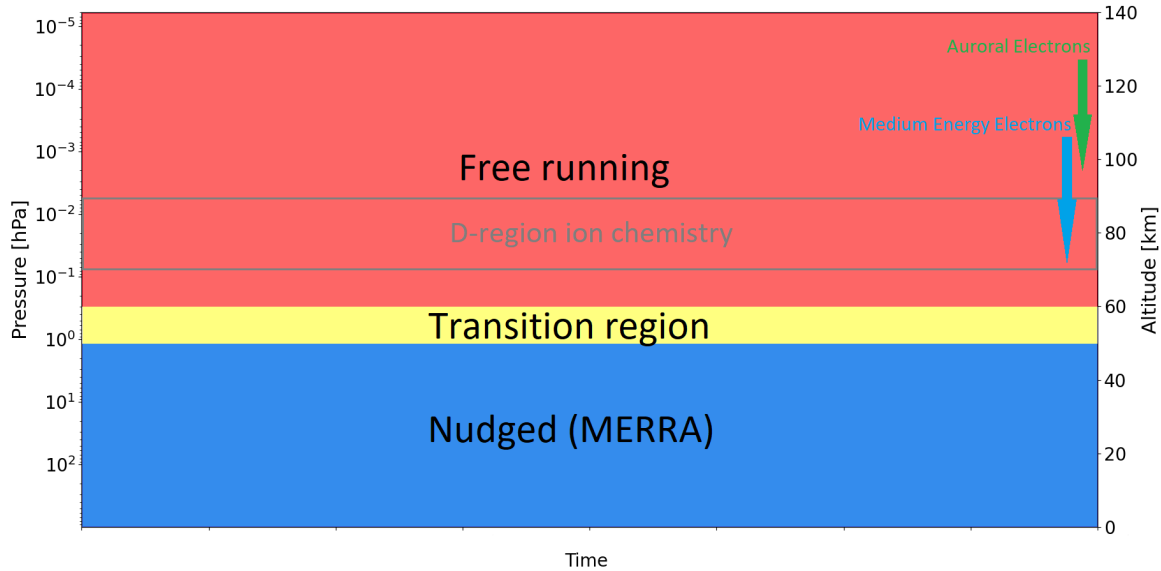 10⁻⁵
10⁻⁴
10⁻³
10⁻²
10⁻¹
10⁰
10¹
10²
Pressure [hPa]
Auroral Electrons
Medium Energy Electrons
Free running
D-region ion chemistry
Transition region
Nudged (MERRA)
140
120
100
80
60
40
20
0
Altitude [km]
Time